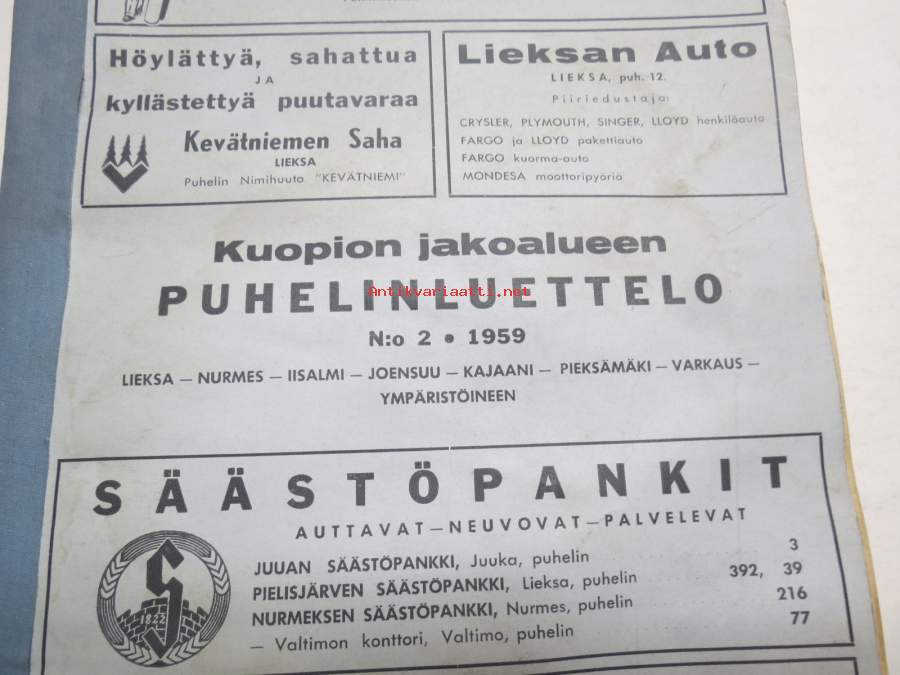 Höylättyä, sahattua
JA
kyllästettyä puutavaraa
Kevätniemen Saha
LIEKSA
Puhelin Nimihuuto "KEVÄTNIEMI"
Lieksan Auto
LIEKSA, puh. 12.
Piiriedustaja:
CRYSLER, PLYMOUTH, SINGER, LLOYD henkilöauto
FARGO ja LLOYD pakettiauto
FARGO kuorma-auto
MONDESA moottoripyöriä
Kuopion jakoalueen
PUHELINLUETTELO
Antikvariaatti.net
N:o 2 • 1959
LIEKSA — NURMES — IISALMI — JOENSUU — KAJAANI — PIEKSÄMÄKI — VARKAUS —
YMPÄRISTÖINEEN
SÄÄSTÖPANKIT
AUTTAVAT — NEUVOVAT — PALVELEVAT
JUUAN SÄÄSTÖPANKKI, Juuka, puhelin 3
PIELISJÄRVEN SÄÄSTÖPANKKI, Lieksa, puhelin 392, 39
NURMEKSEN SÄÄSTÖPANKKI, Nurmes, puhelin 216
— Valtimon konttori, Valtimo, puhelin 77
S
1822